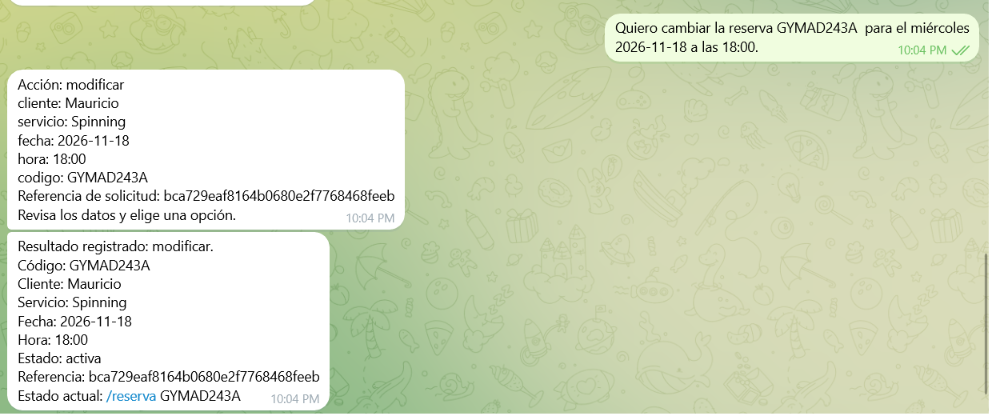 Quiero cambiar la reserva GYMAD243A  para el miércoles
2026-11-18 a las 18:00.
10:04 PM
Acción: modificar
cliente: Mauricio
servicio: Spinning
fecha: 2026-11-18
hora: 18:00
codigo: GYMAD243A
Referencia de solicitud: bca729eaf8164b0680e2f7768468feeb
Revisa los datos y elige una opción.
10:04 PM
Resultado registrado: modificar.
Código: GYMAD243A
Cliente: Mauricio
Servicio: Spinning
Fecha: 2026-11-18
Hora: 18:00
Estado: activa
Referencia: bca729eaf8164b0680e2f7768468feeb
Estado actual: /reserva GYMAD243A
10:04 PM